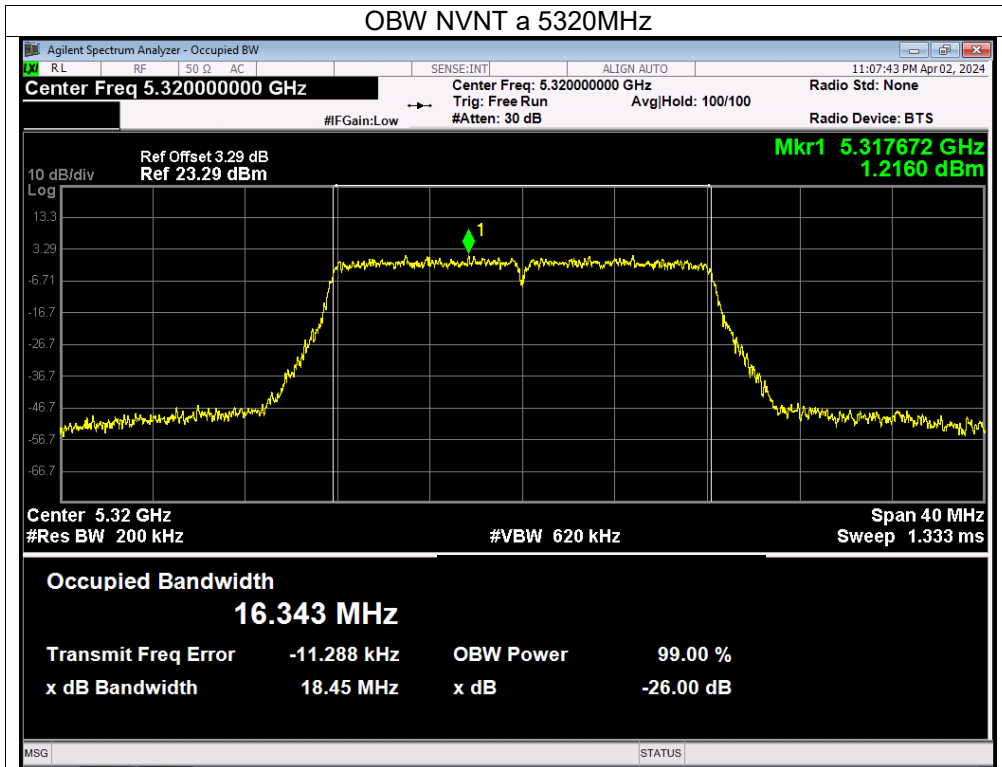 OBW NVNT a 5320MHz
Agilent Spectrum Analyzer - Occupied BW
LXI RL RF 50 Ω AC SENSE:INT ALIGN AUTO 11:07:43 PM Apr 02, 2024
Center Freq 5.320000000 GHz
Center Freq: 5.320000000 GHz
Radio Std: None
Trig: Free Run Avg|Hold: 100/100
#IFGain:Low #Atten: 30 dB Radio Device: BTS
Mkr1 5.317672 GHz
1.2160 dBm
Ref Offset 3.29 dB
10 dB/div Ref 23.29 dBm
Log
13.3
1
3.29
-6.71
-16.7
-26.7
-36.7
-46.7
-56.7
-66.7
Center 5.32 GHz Span 40 MHz
#Res BW 200 kHz #VBW 620 kHz Sweep 1.333 ms
Occupied Bandwidth
16.343 MHz
Transmit Freq Error -11.288 kHz OBW Power 99.00 %
x dB Bandwidth 18.45 MHz x dB -26.00 dB
MSG STATUS